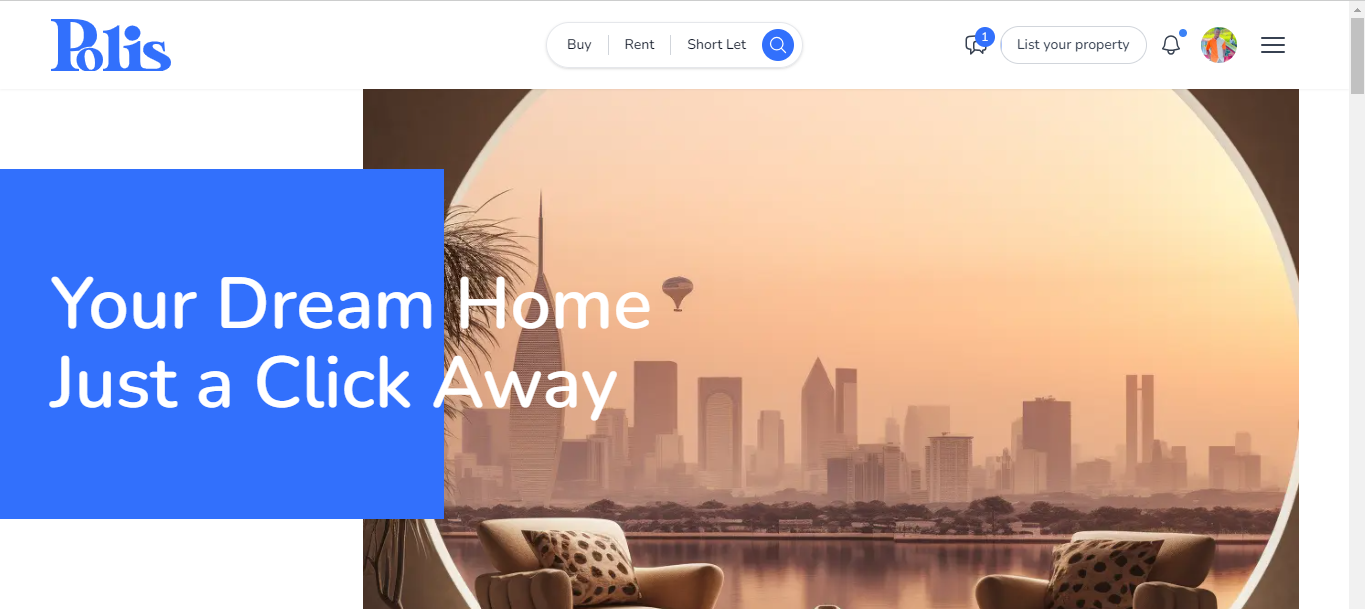 Polis
Buy
Rent
Short Let
1
List your property
Your Dream Home
Just a Click Away